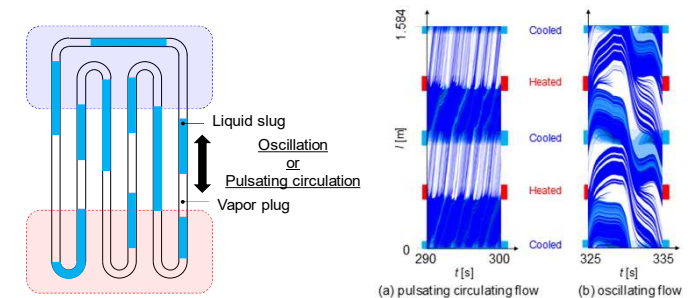 Liquid slug
Oscillation
or
Pulsating circulation
Vapor plug
1.584
l [m]
0
290
300
t [s]
(a) pulsating circulating flow
Cooled
Heated
Cooled
Heated
Cooled
325
335
t [s]
(b) oscillating flow